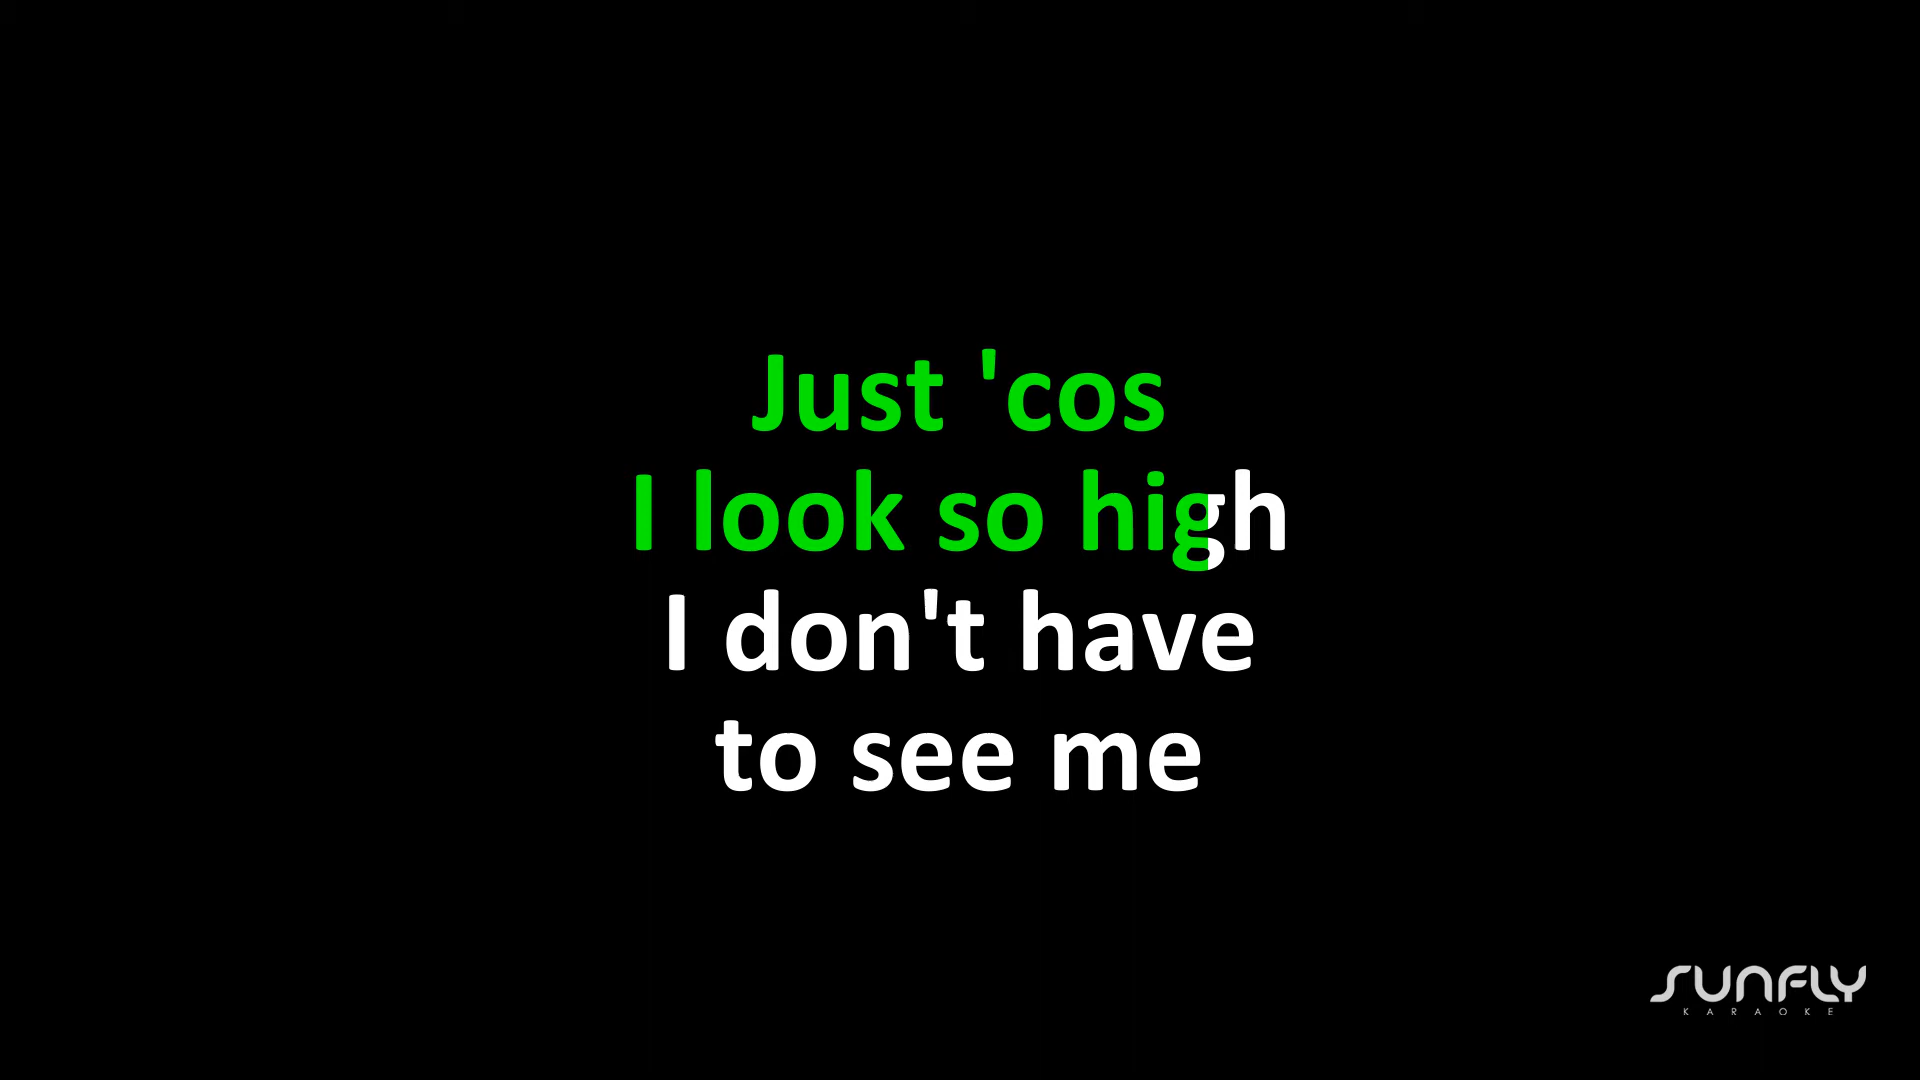 Just 'cos
I look so high
I don't have
to see me
SUNFLY
KARAOKE